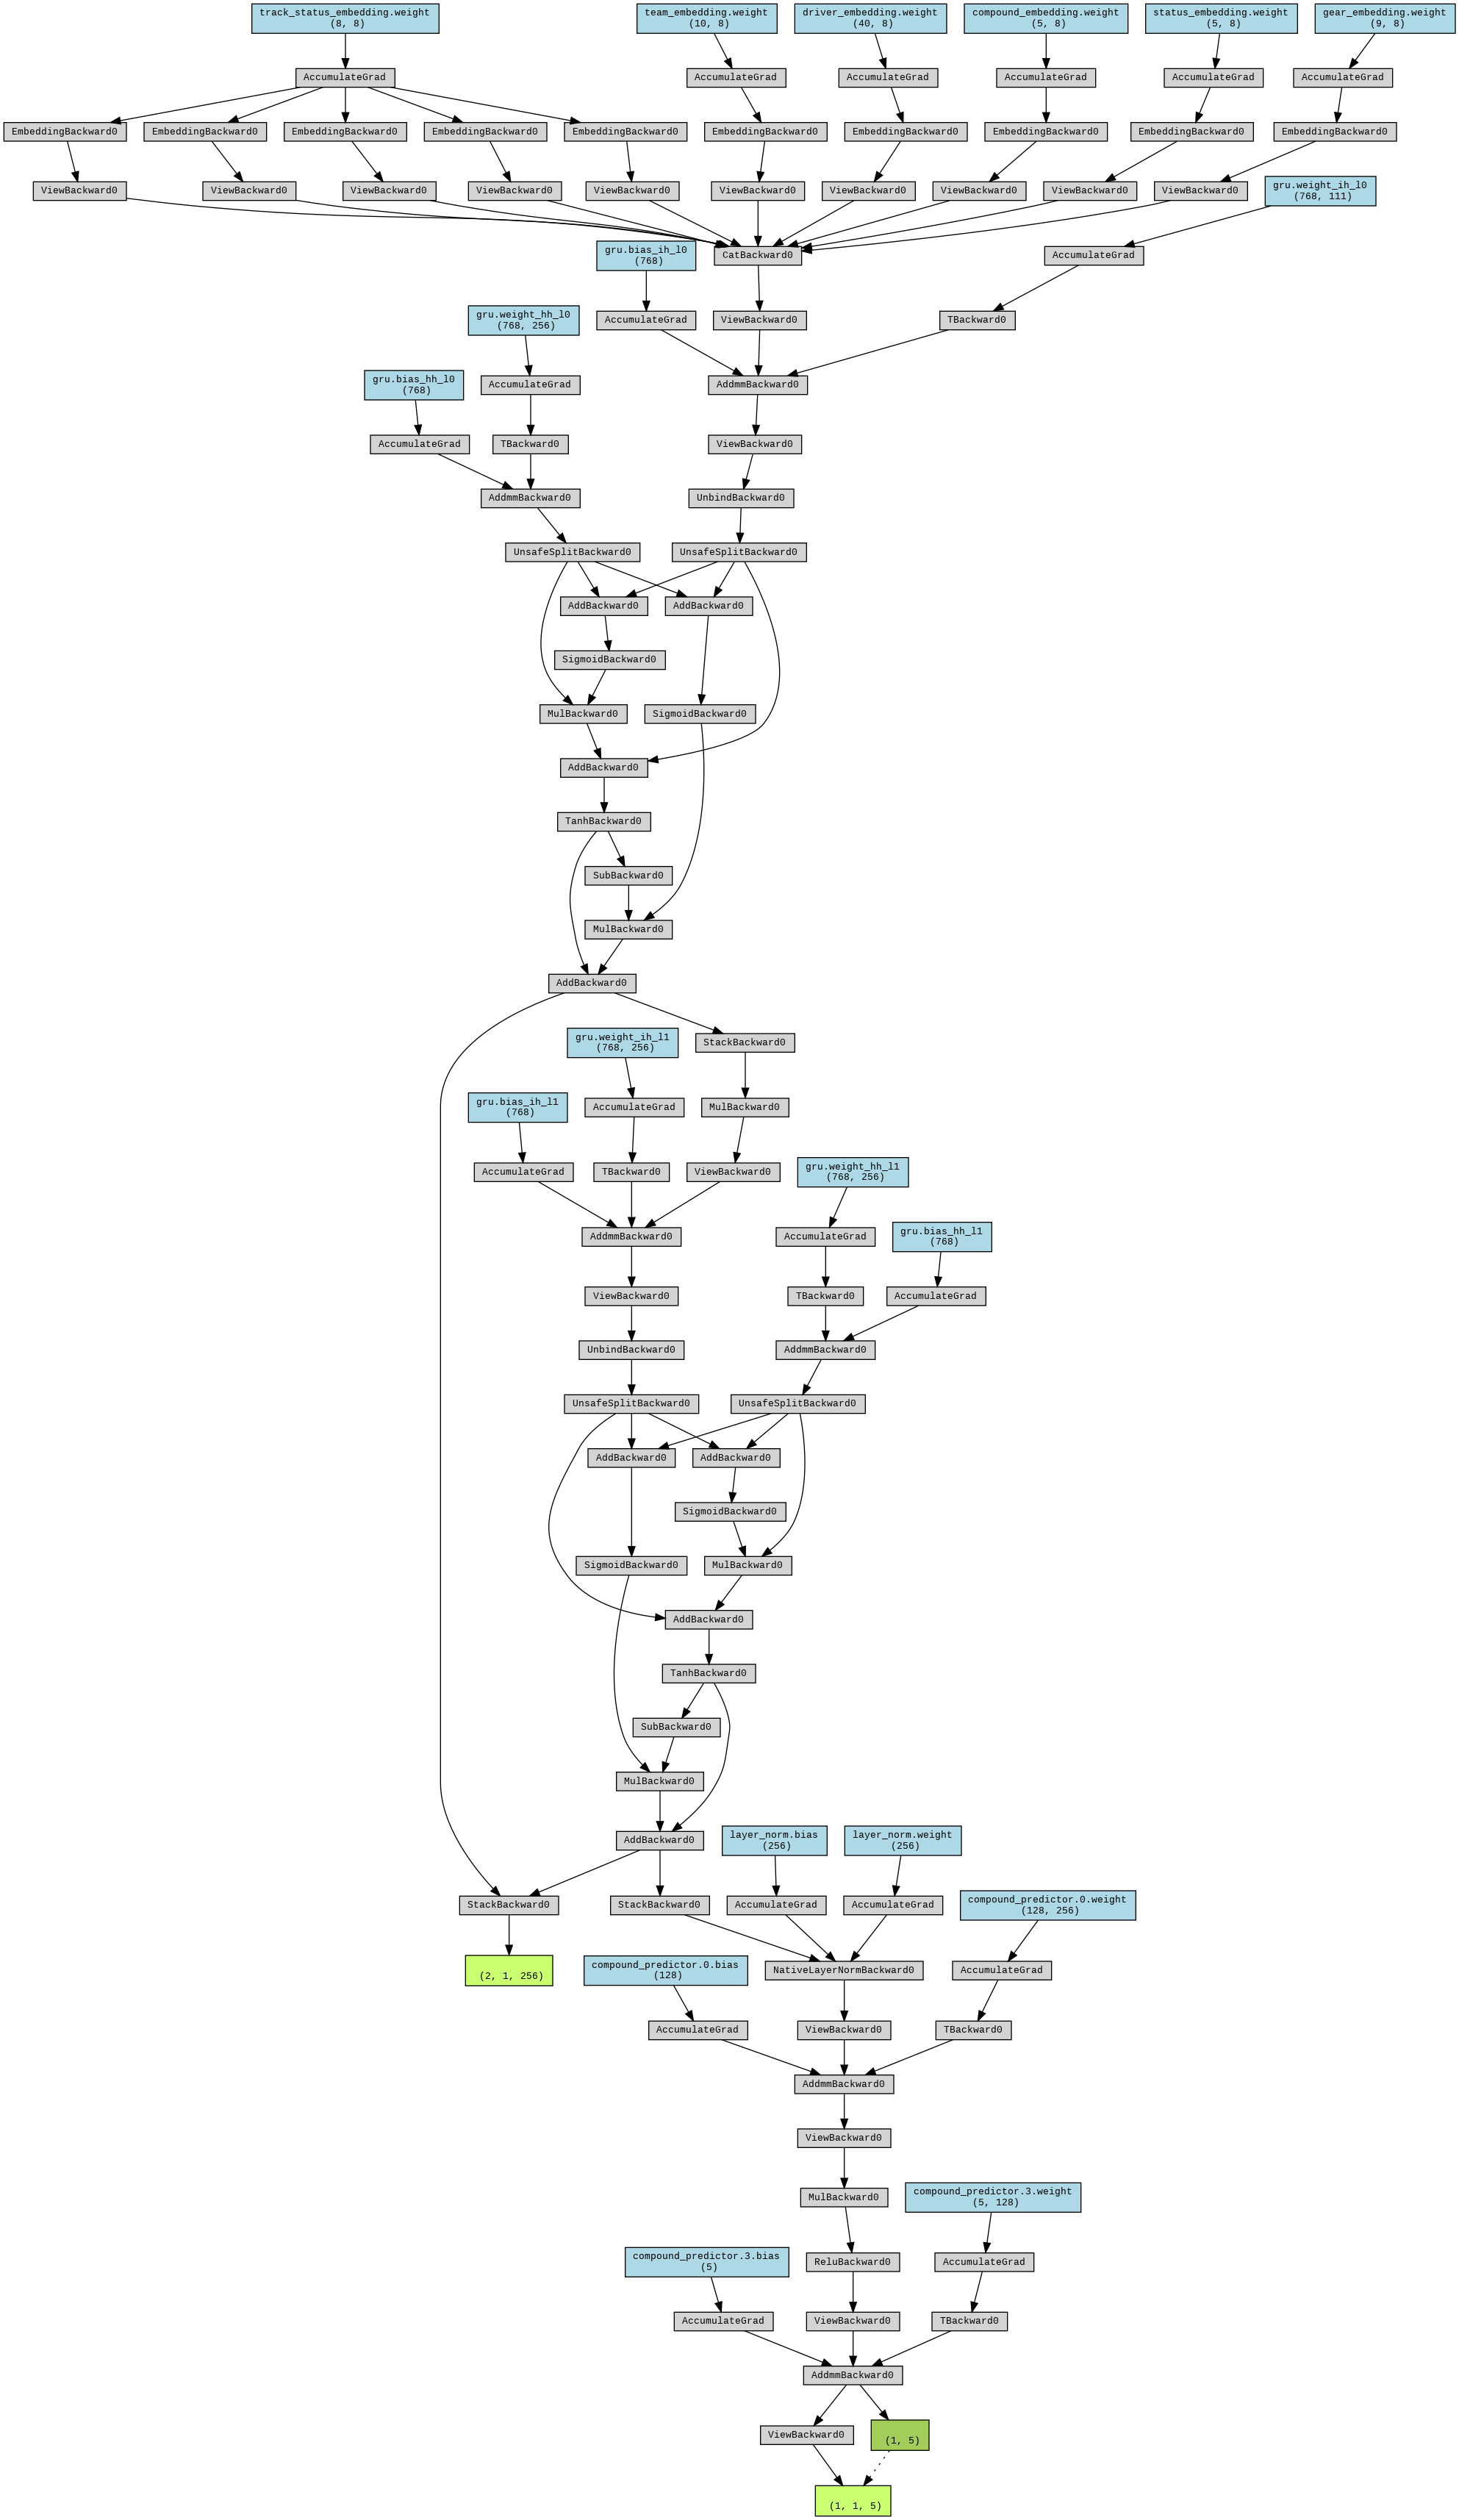 track_status_embedding.weight
(8, 8)
team_embedding.weight
(10, 8)
driver_embedding.weight
(40, 8)
compound_embedding.weight
(5, 8)
status_embedding.weight
(5, 8)
gear_embedding.weight
(9, 8)
AccumulateGrad
AccumulateGrad
AccumulateGrad
AccumulateGrad
AccumulateGrad
AccumulateGrad
EmbeddingBackward0
EmbeddingBackward0
EmbeddingBackward0
EmbeddingBackward0
EmbeddingBackward0
EmbeddingBackward0
EmbeddingBackward0
EmbeddingBackward0
EmbeddingBackward0
EmbeddingBackward0
ViewBackward0
ViewBackward0
ViewBackward0
ViewBackward0
ViewBackward0
ViewBackward0
ViewBackward0
ViewBackward0
ViewBackward0
ViewBackward0
gru.weight_ih_l0
(768, 111)
gru.bias_ih_l0
(768)
CatBackward0
AccumulateGrad
gru.weight_hh_l0
(768, 256)
AccumulateGrad
ViewBackward0
TBackward0
gru.bias_hh_l0
(768)
AccumulateGrad
AddmmBackward0
AccumulateGrad
TBackward0
ViewBackward0
AddmmBackward0
UnbindBackward0
UnsafeSplitBackward0
UnsafeSplitBackward0
AddBackward0
AddBackward0
SigmoidBackward0
MulBackward0
SigmoidBackward0
AddBackward0
TanhBackward0
SubBackward0
MulBackward0
AddBackward0
gru.weight_ih_l1
(768, 256)
StackBackward0
gru.bias_ih_l1
(768)
AccumulateGrad
MulBackward0
AccumulateGrad
TBackward0
ViewBackward0
gru.weight_hh_l1
(768, 256)
AddmmBackward0
AccumulateGrad
gru.bias_hh_l1
(768)
ViewBackward0
TBackward0
AccumulateGrad
UnbindBackward0
AddmmBackward0
UnsafeSplitBackward0
UnsafeSplitBackward0
AddBackward0
AddBackward0
SigmoidBackward0
SigmoidBackward0
MulBackward0
AddBackward0
TanhBackward0
SubBackward0
MulBackward0
AddBackward0
layer_norm.bias
(256)
layer_norm.weight
(256)
StackBackward0
StackBackward0
AccumulateGrad
AccumulateGrad
compound_predictor.0.weight
(128, 256)
(2, 1, 256)
compound_predictor.0.bias
(128)
NativeLayerNormBackward0
AccumulateGrad
AccumulateGrad
ViewBackward0
TBackward0
AddmmBackward0
ViewBackward0
MulBackward0
compound_predictor.3.weight
(5, 128)
compound_predictor.3.bias
(5)
ReluBackward0
AccumulateGrad
AccumulateGrad
ViewBackward0
TBackward0
AddmmBackward0
ViewBackward0
(1, 5)
(1, 1, 5)